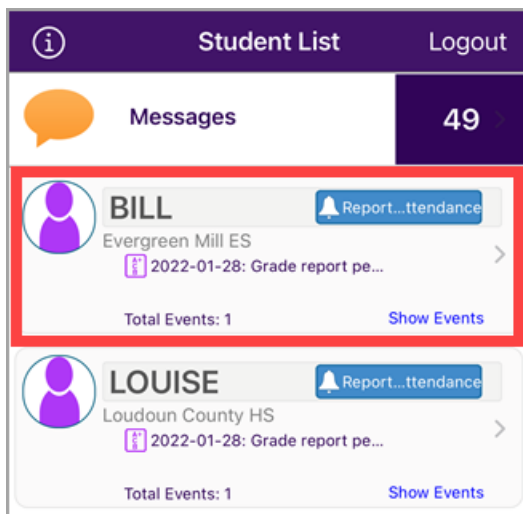 Student List Logout
Messages 49
BILL Report...ttendance
Evergreen Mill ES
2022-01-28: Grade report pe...
Total Events: 1 Show Events
LOUISE Report...ttendance
Loudoun County HS
2022-01-28: Grade report pe...
Total Events: 1 Show Events